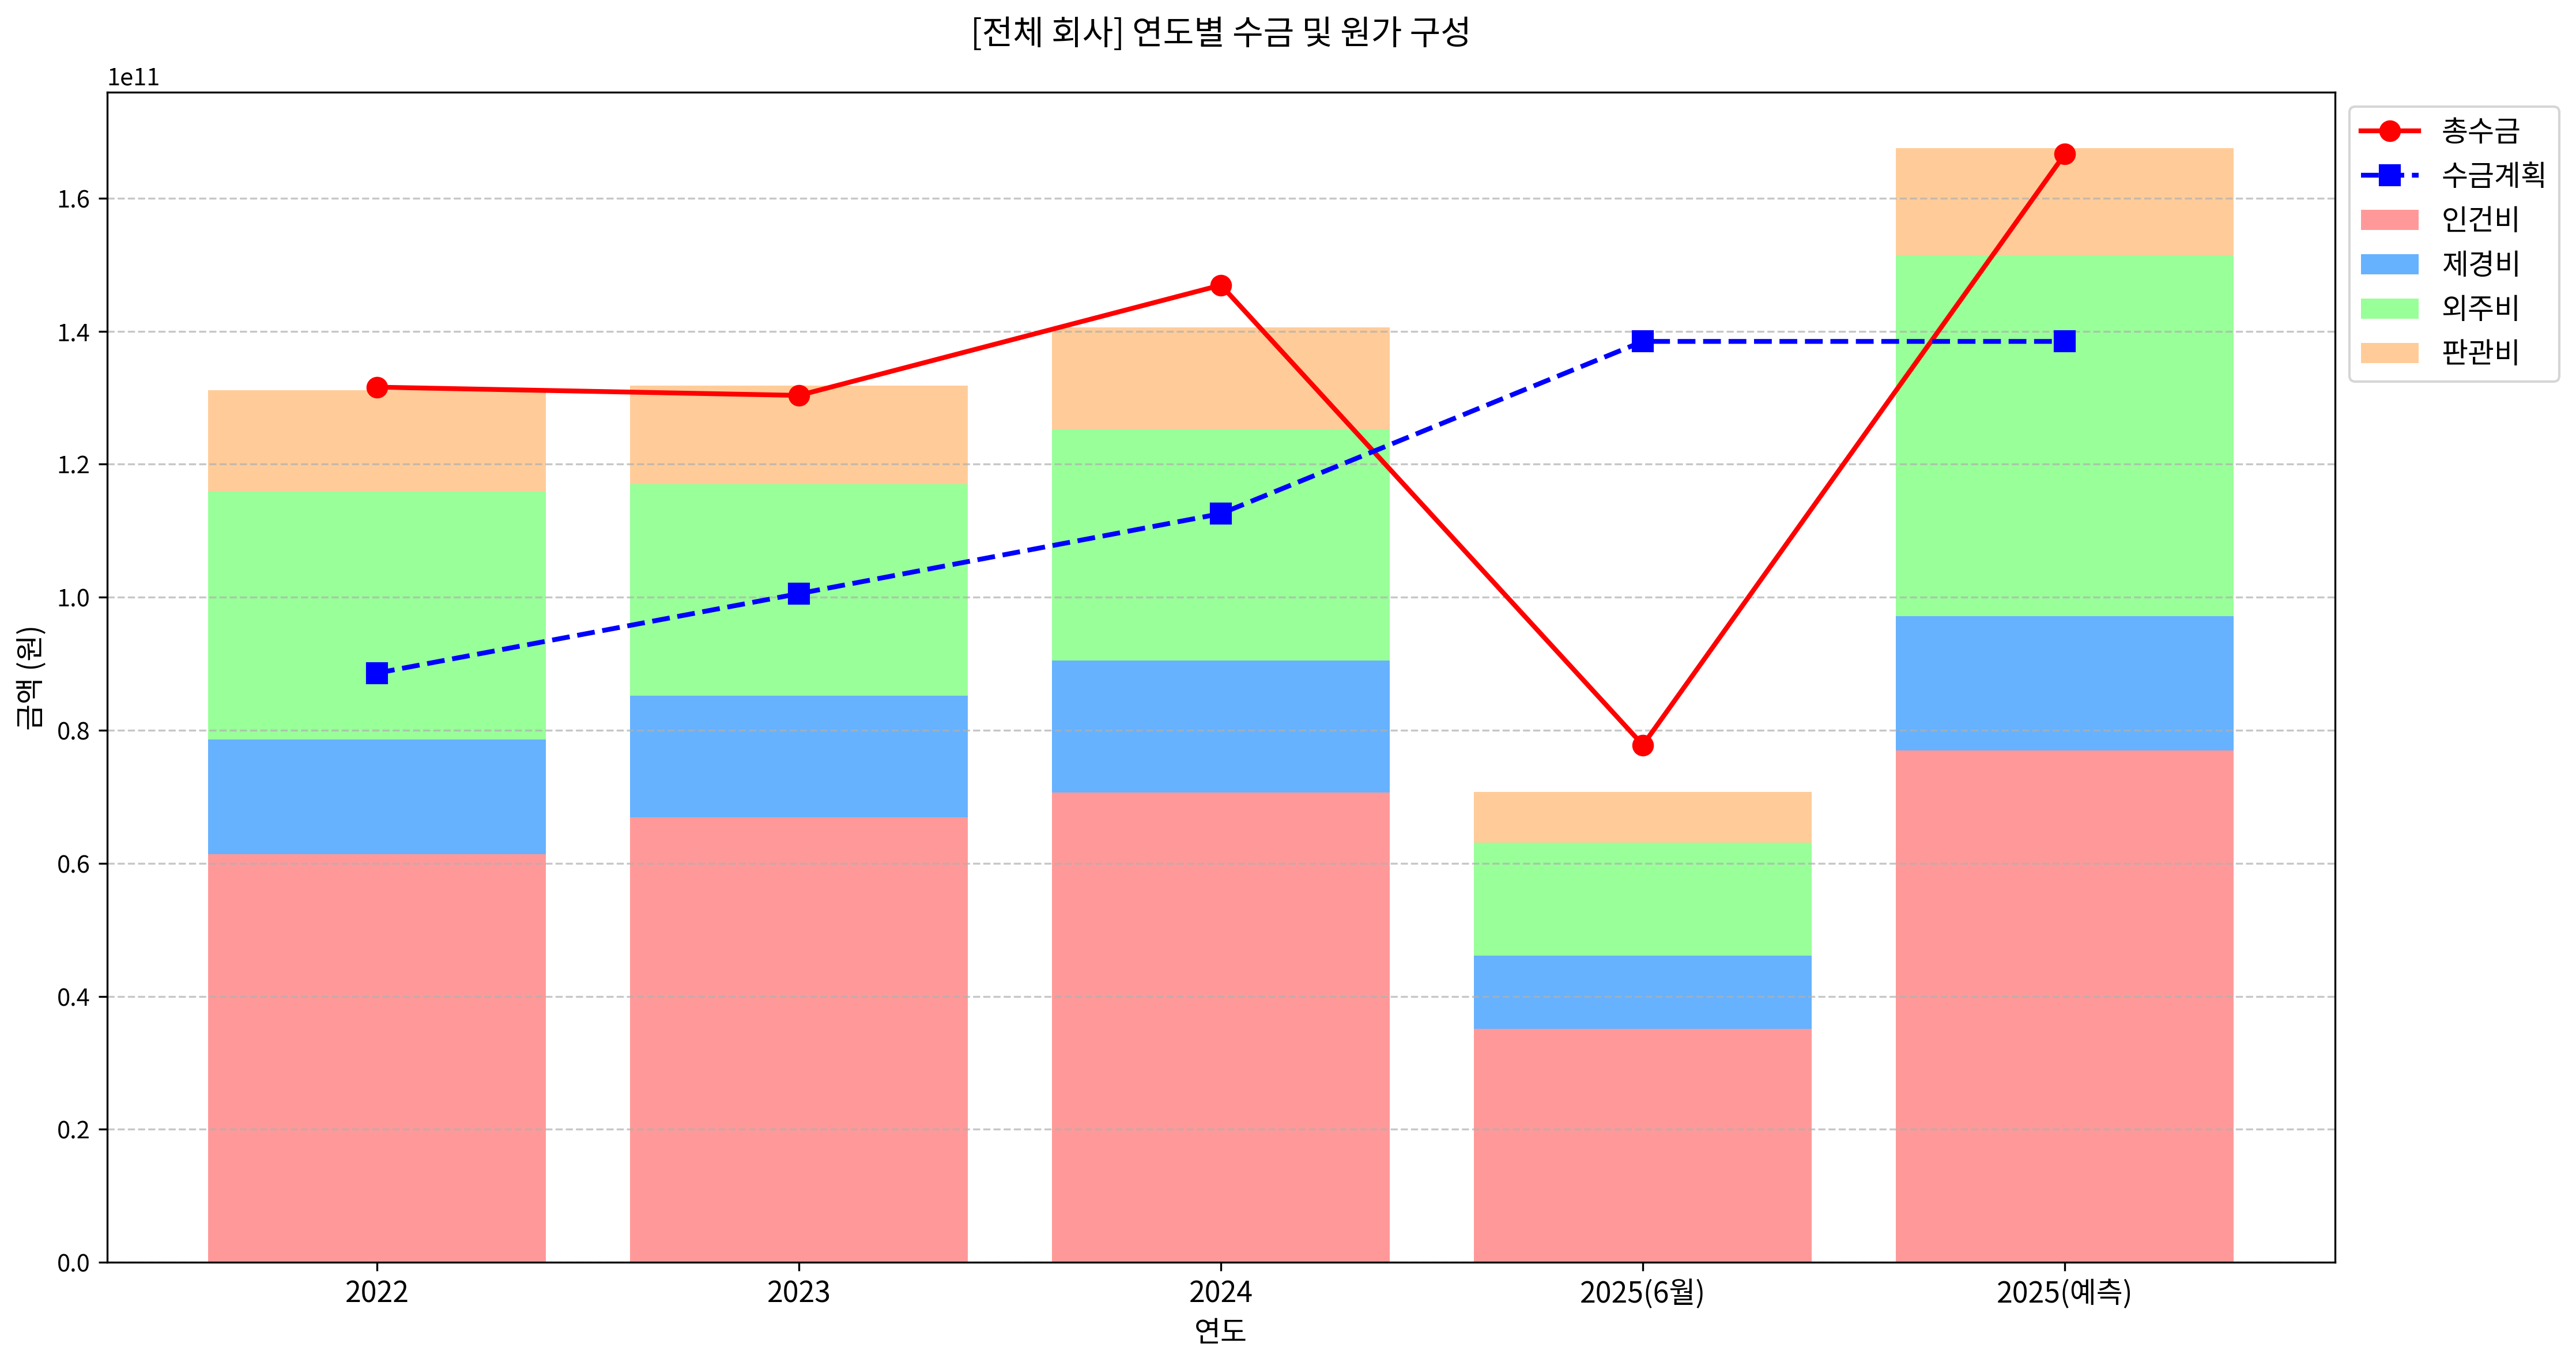 [전체 회사] 연도별 수금 및 원가 구성
1e11
1.6
1.4
1.2
1.0
0.8
0.6
0.4
0.2
0.0
금액 (원)
2022
2023
2024
2025(6월)
2025(예측)
연도
총수금
수금계획
인건비
제경비
외주비
판관비